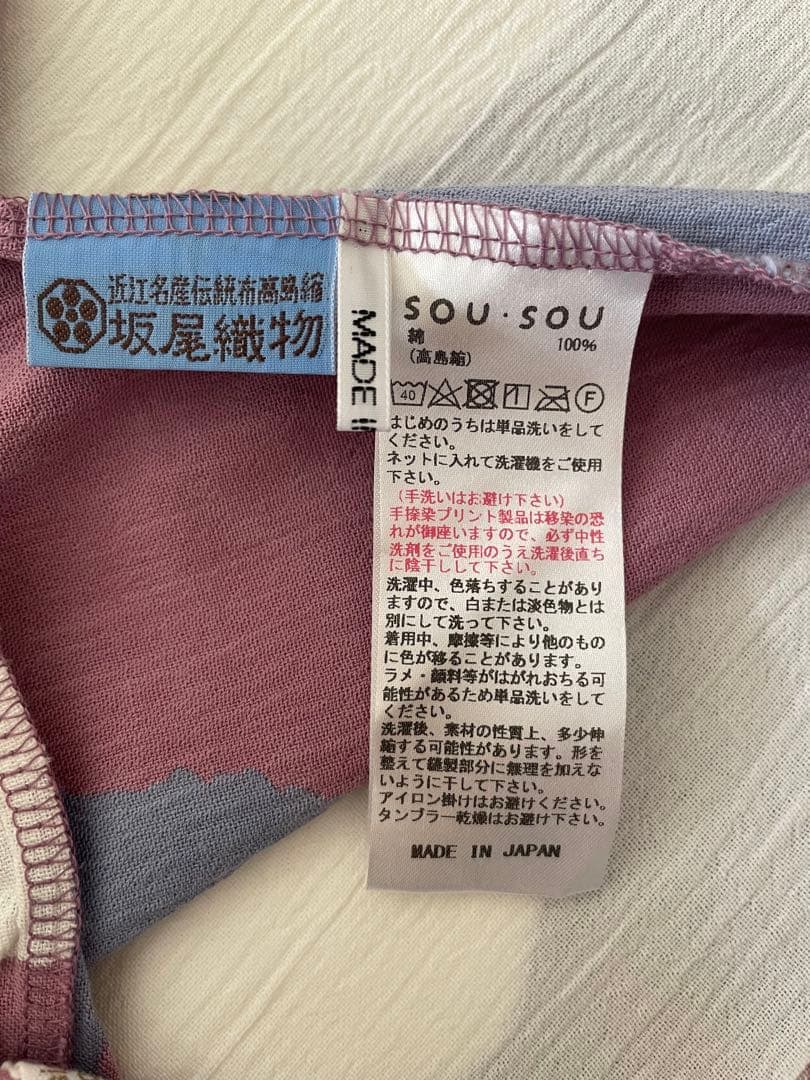 近江名産伝統布高島縮
坂尾織物
MADE I
SOU・SOU
綿 100%
(高島縮)
40 1 F
はじめのうちは単品洗いをして
ください。
ネットに入れて洗濯機をご使用
下さい。
(手洗いはお避け下さい)
手捺染プリント製品は移染の恐
れが御座いますので、必ず中性
洗剤をご使用のうえ洗濯後直ち
に陰干しして下さい。
洗濯中、色落ちすることがあり
ますので、白または淡色物とは
別にして洗って下さい。
着用中、摩擦等により他のもの
に色が移ることがあります。
ラメ・顔料等がはがれおちる可
能性があるため単品洗いをして
ください。
洗濯後、素材の性質上、多少伸
縮する可能性があります。形を
整えて縫製部分に無理を加えな
いように干して下さい。
アイロン掛けはお避けください。
タンブラー乾燥はお避け下さい。
MADE IN JAPAN